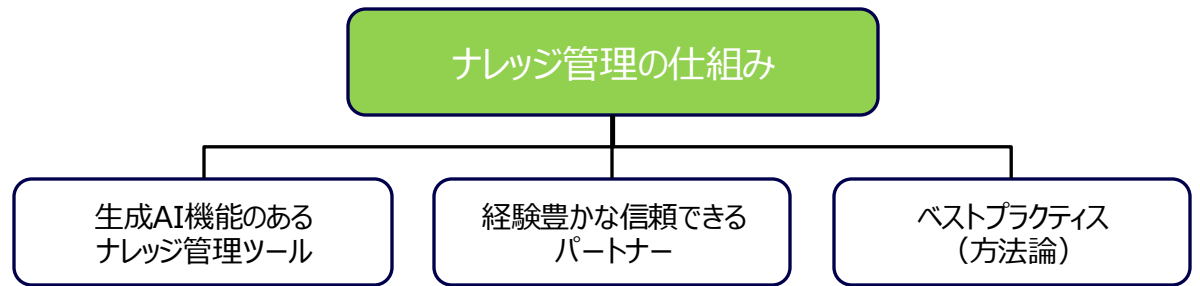 ナレッジ管理の仕組み
生成AI機能のある
ナレッジ管理ツール
経験豊かな信頼できる
パートナー
ベストプラクティス
（方法論）